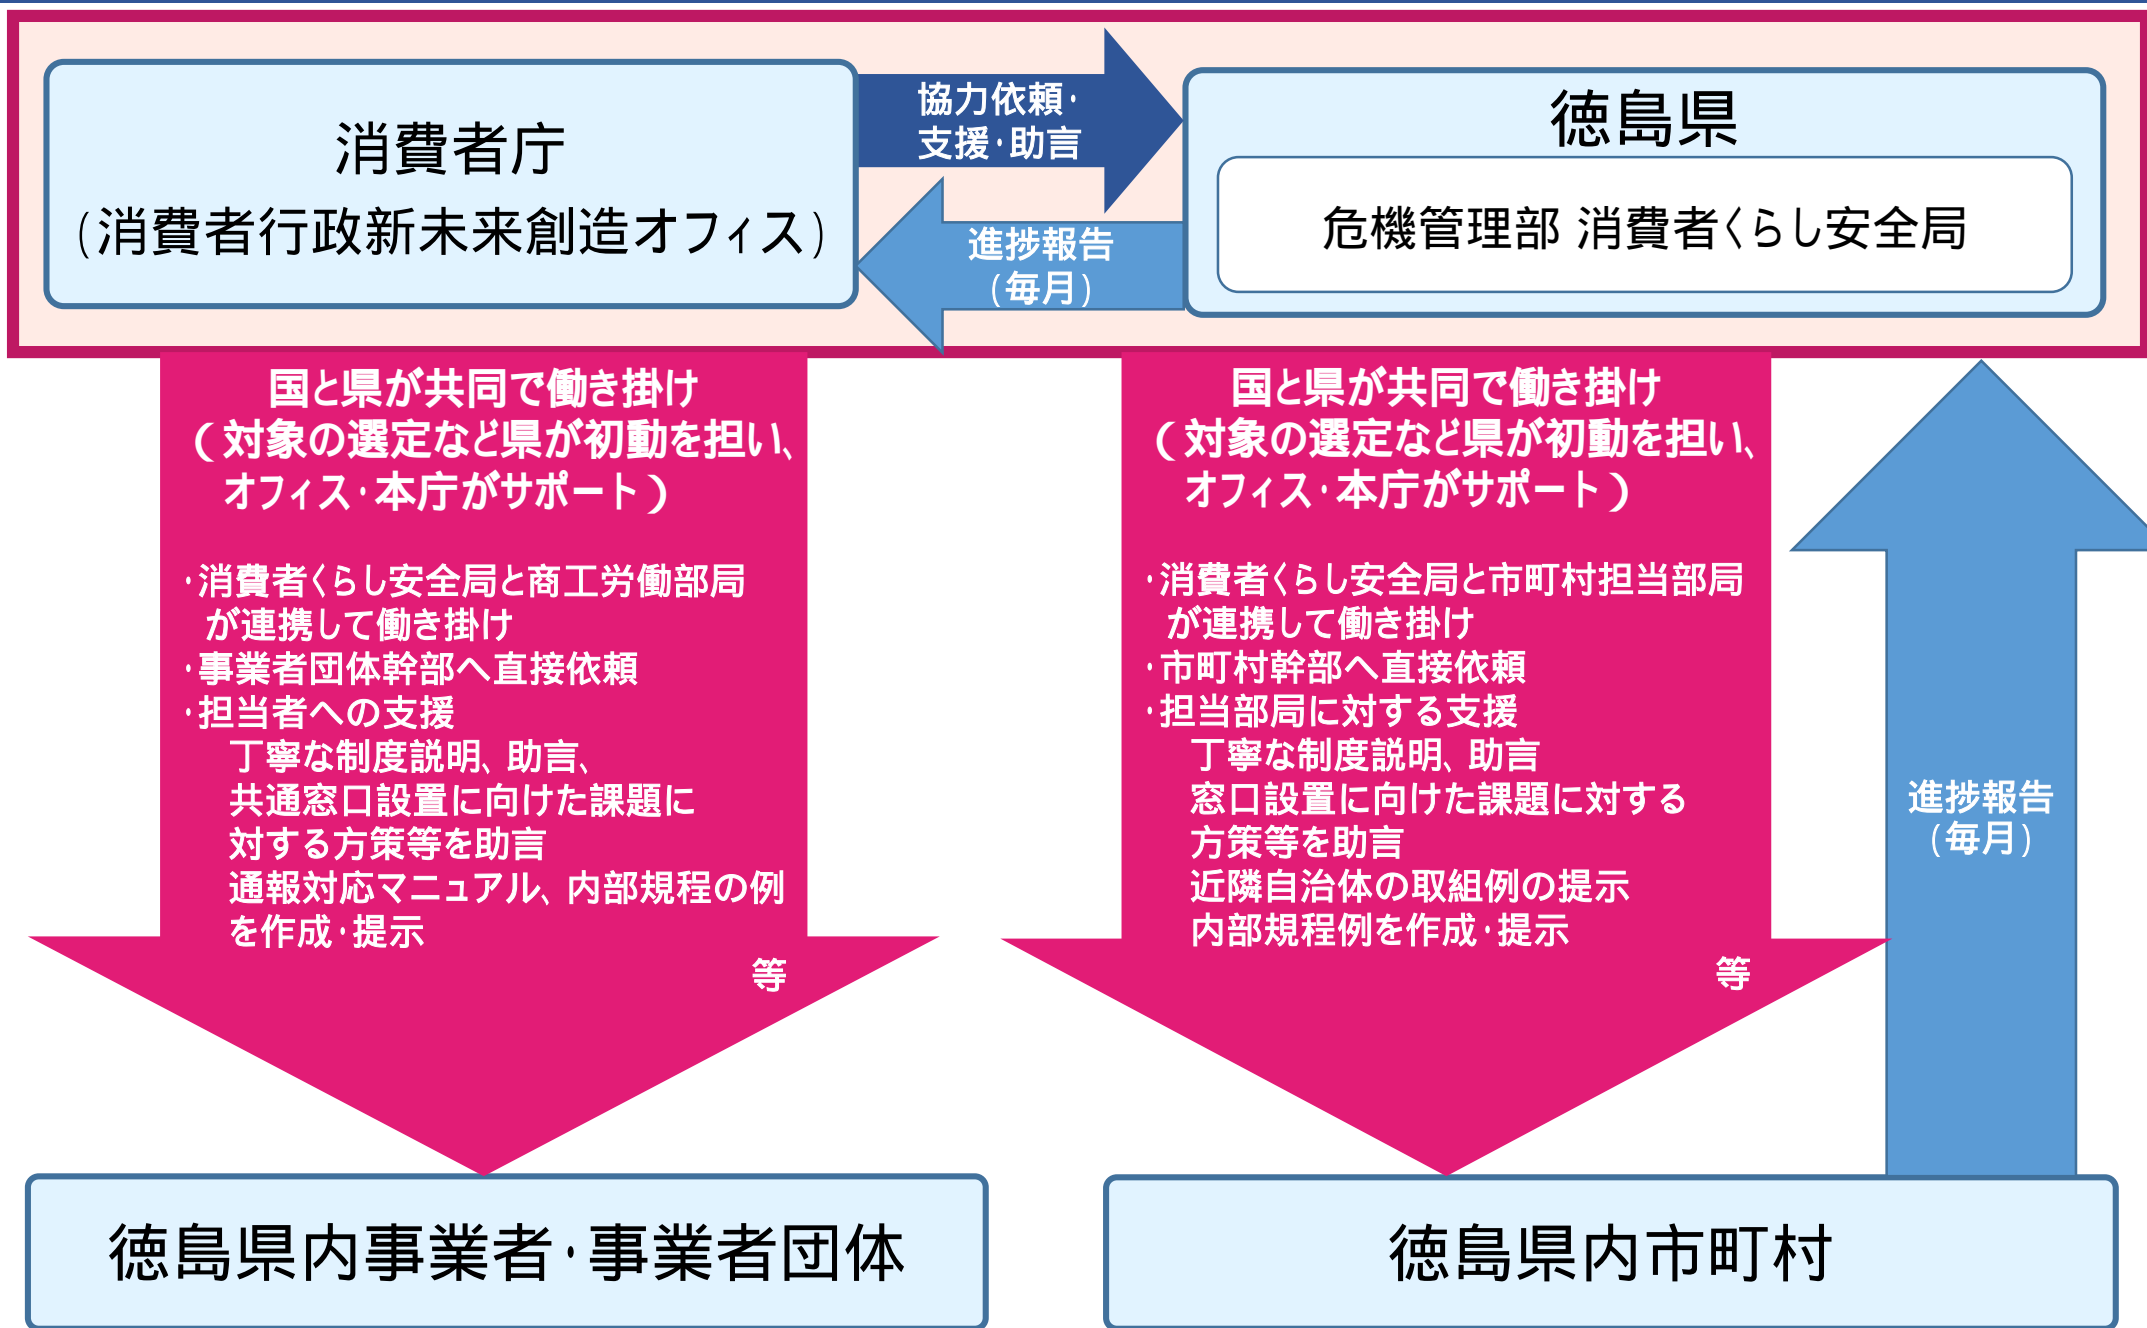 消費者庁
(消費者行政新未来創造オフィス)
協力依頼・
支援・助言
進捗報告
(毎月)
徳島県
危機管理部 消費者くらし安全局
国と県が共同で働き掛け
(対象の選定など県が初動を担い、
オフィス・本庁がサポート)
・消費者くらし安全局と商工労働部局
が連携して働き掛け
・事業者団体幹部へ直接依頼
・担当者への支援
丁寧な制度説明、助言、
共通窓口設置に向けた課題に
対する方策等を助言
通報対応マニュアル、内部規程の例
を作成・提示
等
国と県が共同で働き掛け
(対象の選定など県が初動を担い、
オフィス・本庁がサポート)
・消費者くらし安全局と市町村担当部局
が連携して働き掛け
・市町村幹部へ直接依頼
・担当部局に対する支援
丁寧な制度説明、助言
窓口設置に向けた課題に対する
方策等を助言
近隣自治体の取組例の提示
内部規程例を作成・提示
等
進捗報告
(毎月)
徳島県内事業者・事業者団体
徳島県内市町村